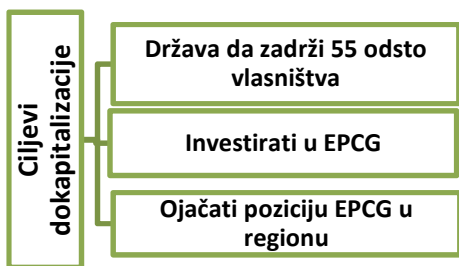 Ciljevi
dokapitalizacije
Država da zadrži 55 odsto
vlasništva
Investirati u EPCG
Ojačati poziciju EPCG u
regionu